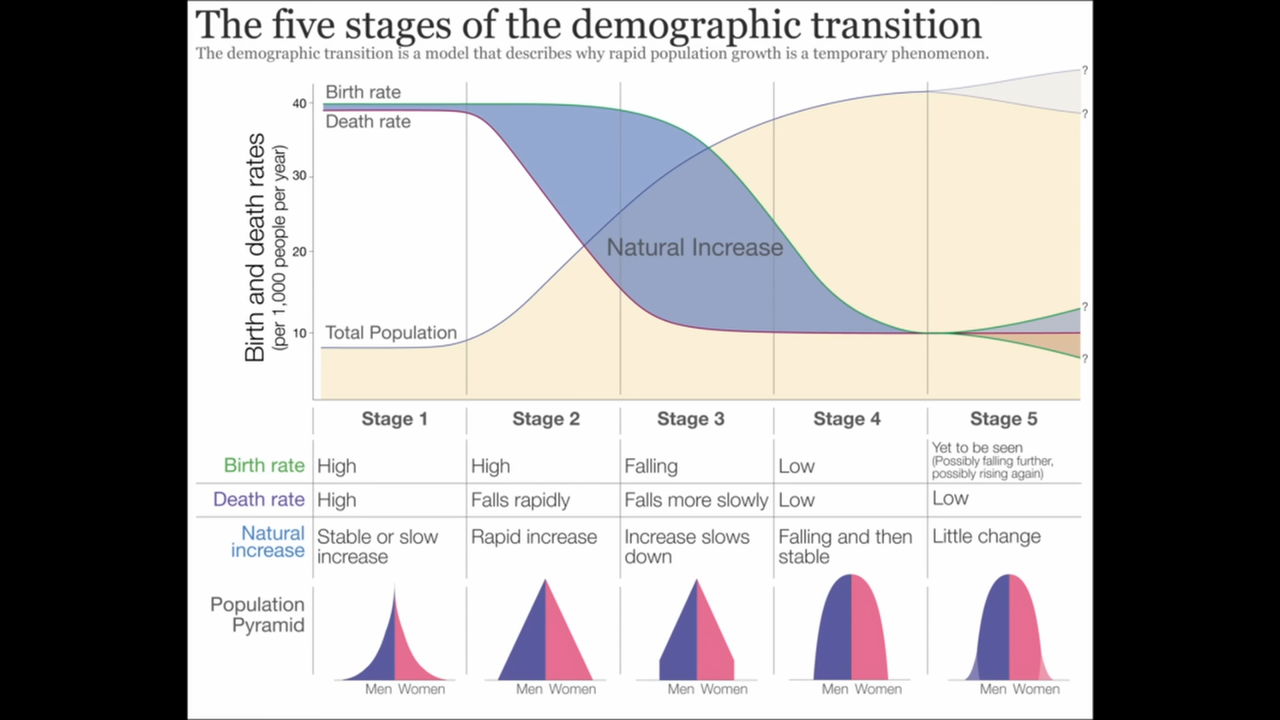 The five stages of the demographic transition
The demographic transition is a model that describes why rapid population growth is a temporary phenomenon.
Birth and death rates
(per 1,000 people per year)
40
30
20
10
Birth rate
Death rate
Natural Increase
Total Population
?
?
?
?
Stage 1 Stage 2 Stage 3 Stage 4 Stage 5
Birth rate
High
High
Falling
Low
Yet to be seen
(Possibly falling further,
possibly rising again)
Death rate
High
Falls rapidly
Falls more slowly
Low
Low
Natural
increase
Stable or slow
increase
Rapid increase
Increase slows
down
Falling and then
stable
Little change
Population
Pyramid
Men Women
Men Women
Men Women
Men Women
Men Women